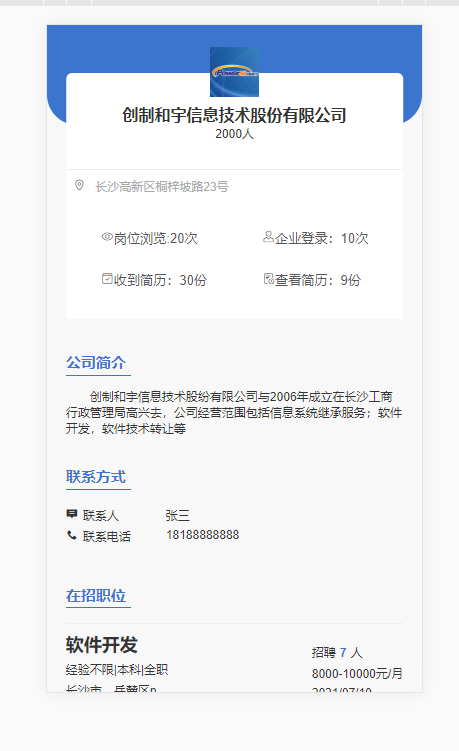 创制和宇信息技术股份有限公司
2000人
长沙高新区桐梓坡路23号
岗位浏览:20次 企业登录：10次
收到简历：30份 查看简历：9份
公司简介
创制和宇信息技术股份有限公司与2006年成立在长沙工商
行政管理局高兴去，公司经营范围包括信息系统继承服务；软件
开发，软件技术转让等
联系方式
联系人 张三
联系电话 18188888888
在招职位
软件开发 招聘 7 人
经验不限|本科|全职 8000-10000元/月
长沙市 岳麓区p 2021/07/10